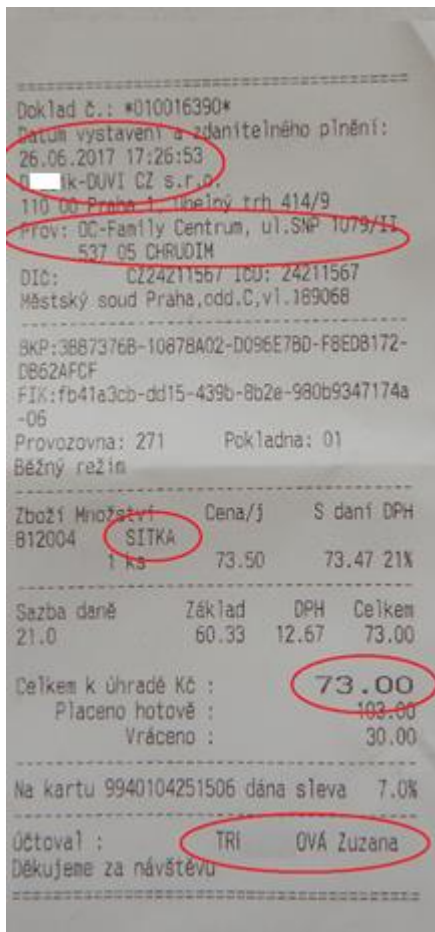 Doklad č.: *010016390*
Datum vystavení a zdanitelného plnění:
26.06.2017 17:26:53
D ik-DUVI CZ s.r.o.
110 00 Praha 1, Uhelný trh 414/9
Prov: OC-Family Centrum, ul.SNP 1079/II
537 05 CHRUDIM
DIČ: CZ24211567 IČO: 24211567
Městský soud Praha,odd.C,vl.189068
BKP:3BB7376B-10878A02-D096E7BD-F8EDB172-
DB62AFCF
FIK:fb41a3cb-dd15-439b-8b2e-980b9347174a
-06
Provozovna: 271 Pokladna: 01
Běžný režim
Zboží Množství Cena/j S daní DPH
812004 SITKA
1 ks 73.50 73.47 21%
Sazba daně Základ DPH Celkem
21.0 60.33 12.67 73.00
Celkem k úhradě Kč : 73.00
Placeno hotově : 103.00
Vráceno : 30.00
Na kartu 9940104251506 dána sleva 7.0%
Účtoval : TRI OVÁ Zuzana
Děkujeme za návštěvu